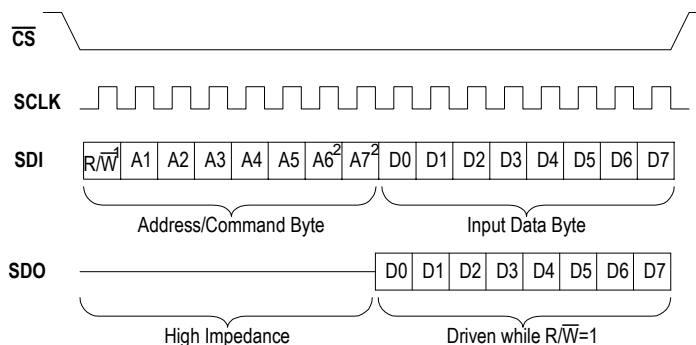 CS
SCLK
SDI R/W1 A1 A2 A3 A4 A5 A62 A72 D0 D1 D2 D3 D4 D5 D6 D7
Address/Command Byte Input Data Byte
SDO D0 D1 D2 D3 D4 D5 D6 D7
High Impedance Driven while R/W=1